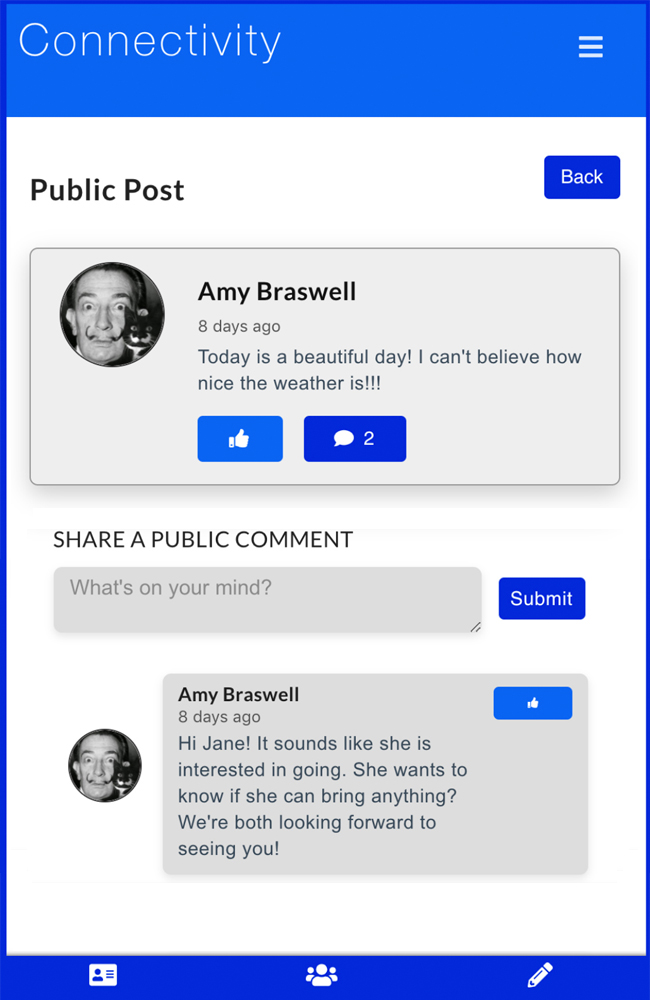 Connectivity
Public Post
Back
Amy Braswell
8 days ago
Today is a beautiful day! I can't believe how
nice the weather is!!!
2
SHARE A PUBLIC COMMENT
What's on your mind?
Submit
Amy Braswell
8 days ago
Hi Jane! It sounds like she is
interested in going. She wants to
know if she can bring anything?
We're both looking forward to
seeing you!